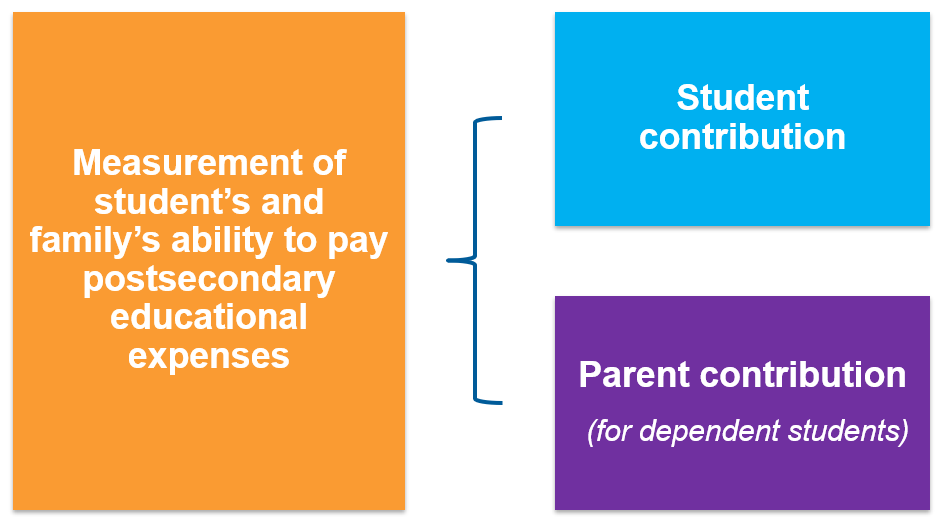 Measurement of
student’s and
family’s ability to pay
postsecondary
educational
expenses
Student
contribution
Parent contribution
(for dependent students)